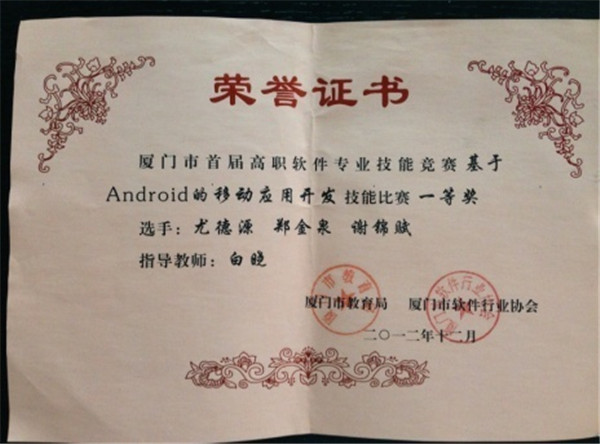 荣誉证书
厦门市首届高职软件专业技能竞赛基于
Android的移动应用开发技能比赛一等奖
选手：尤德源 郑金泉 谢锦赋
指导教师：白晓
厦门市教育局 厦门市软件行业协会
二〇一二年十二月